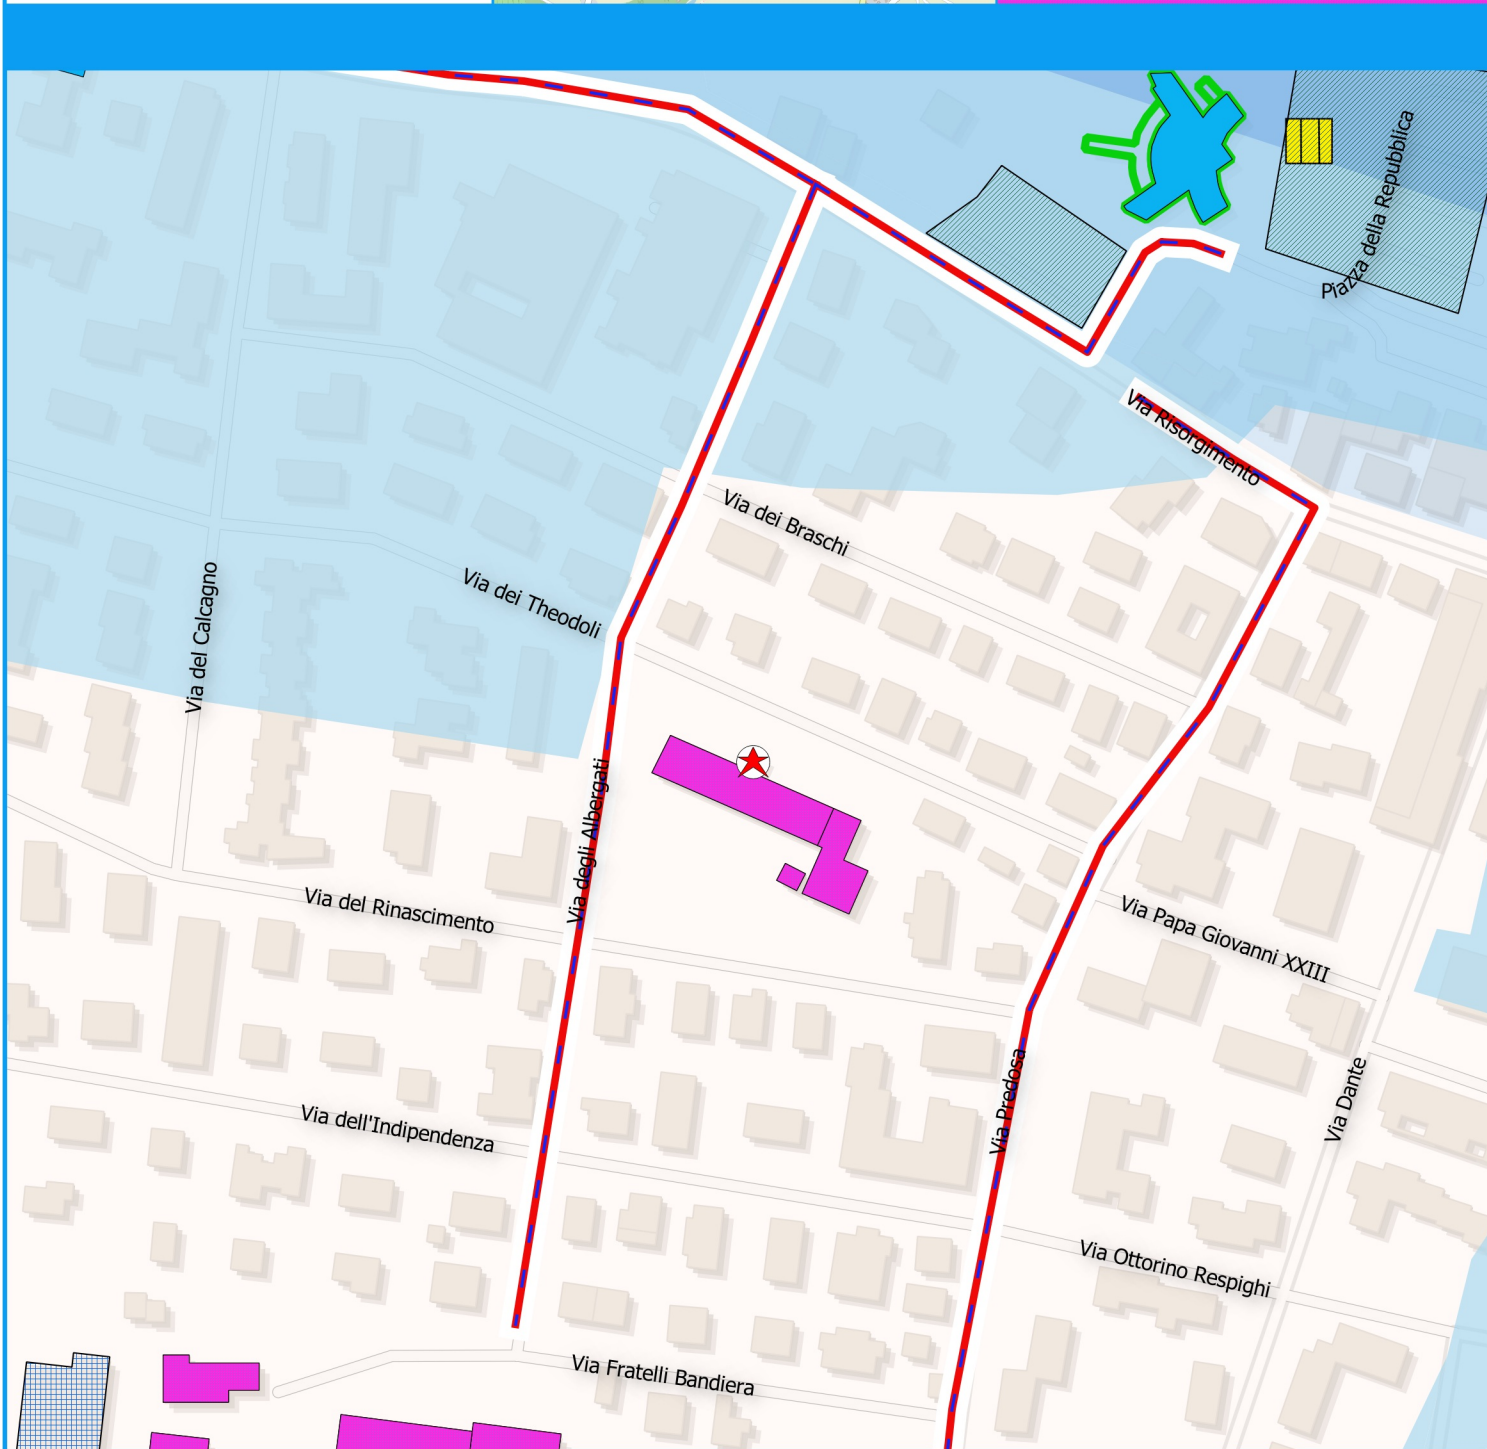 Piazza della Repubblica
Via Risorgimento
Via dei Braschi
Via dei Theodoli
Via del Calcagno
Via degli Albergati
Via del Rinascimento
Via Papa Giovanni XXIII
Via Predosa
Via Dante
Via dell'Indipendenza
Via Ottorino Respighi
Via Fratelli Bandiera